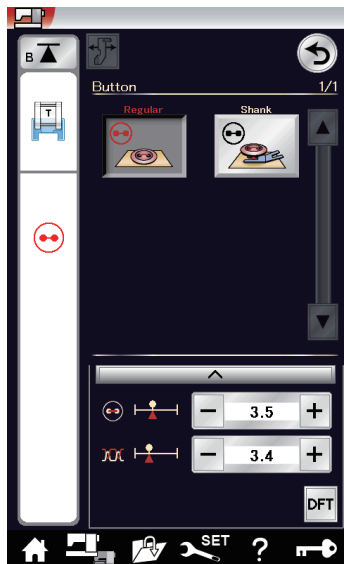 B
Button 1/1
T
Regular Shank
− 3.5 +
− 3.4 +
DFT
SET
?